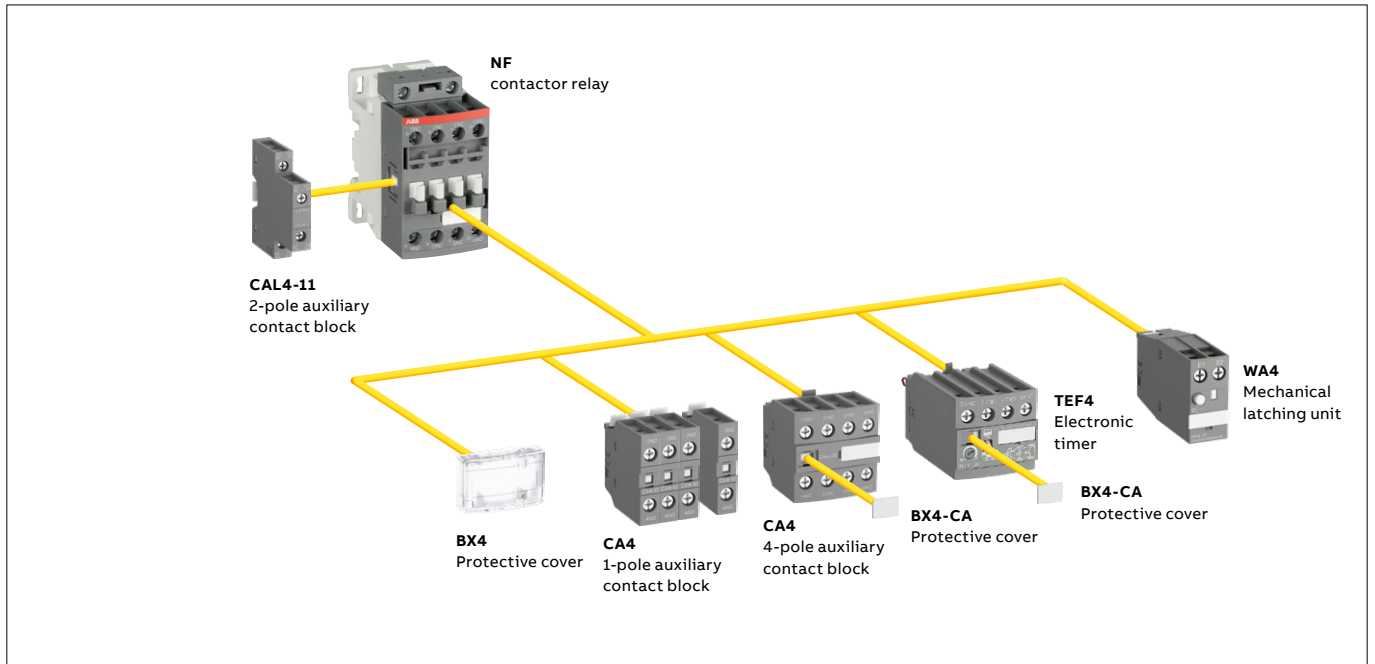 NF
contactor relay
ABB
CAL4-11
2-pole auxiliary
contact block
WA4
Mechanical
latching unit
TEF4
Electronic
timer
BX4-CA
Protective cover
BX4-CA
Protective cover
BX4
Protective cover
CA4
1-pole auxiliary
contact block
CA4
4-pole auxiliary
contact block